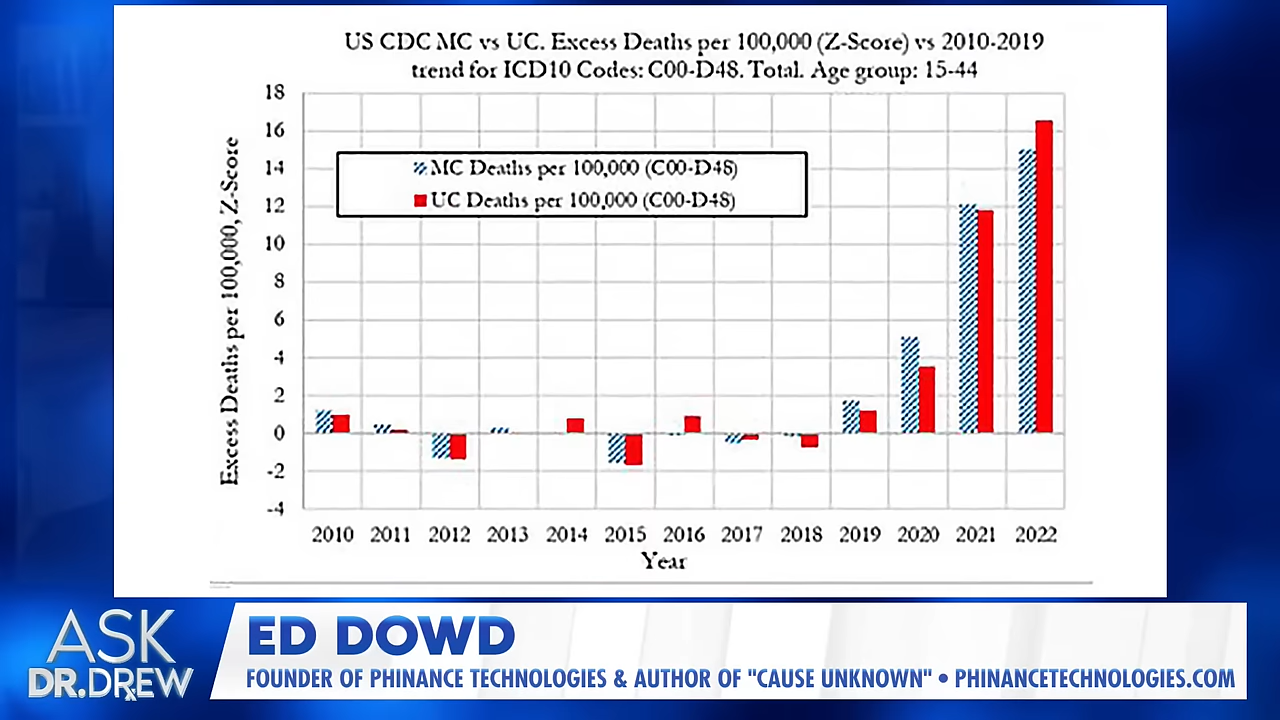 US CDC MC vs UC. Excess Deaths per 100,000 (Z-Score) vs 2010-2019
trend for ICD10 Codes: C00-D48. Total. Age group: 15-44
Excess Deaths per 100,000, Z-Score
18
16
14
12
10
8
6
4
2
0
-2
-4
MC Deaths per 100,000 (C00-D48)
UC Deaths per 100,000 (C00-D48)
2010 2011 2012 2013 2014 2015 2016 2017 2018 2019 2020 2021 2022
Year
ASK
DR.DREW
ED DOWD
FOUNDER OF PHINANCE TECHNOLOGIES & AUTHOR OF "CAUSE UNKNOWN" • PHINANCETECHNOLOGIES.COM